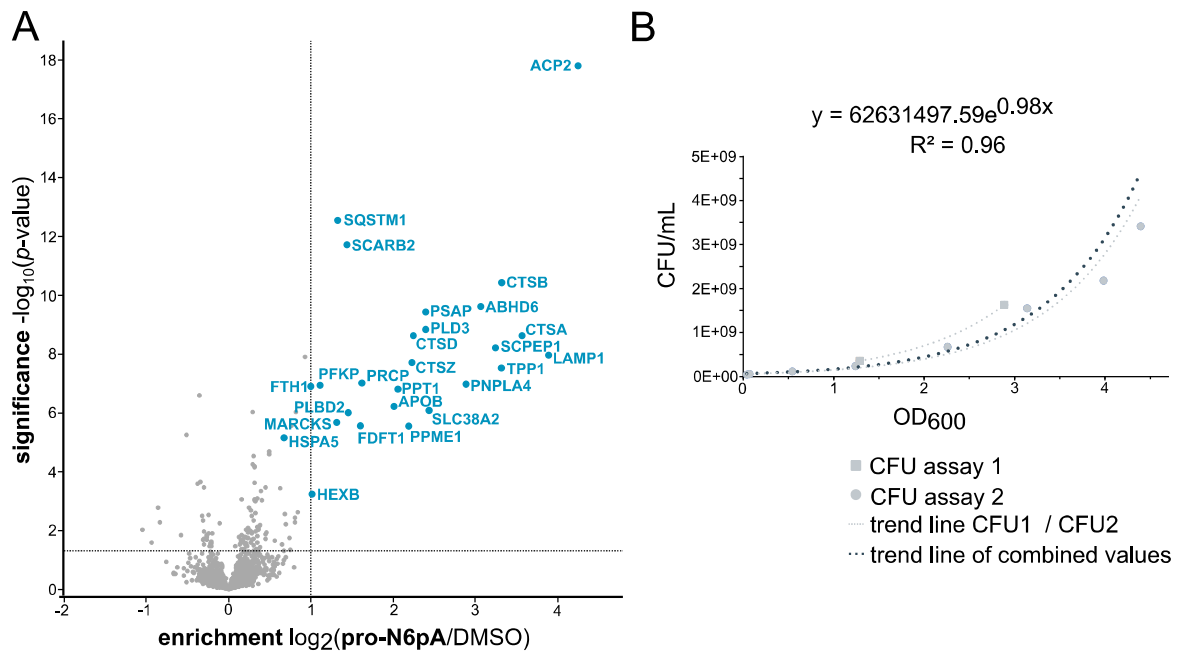 A
significance -log10(p-value)
18
16
14
12
10
8
6
4
2
0
-2
-1
0
1
2
3
4
enrichment log2(pro-N6pA/DMSO)
ACP2
SQSTM1
SCARB2
CTSB
ABHD6
PSAP
PLD3
CTSD
CTSA
SCPEP1
LAMP1
CTSZ
TPP1
PFKP
PRCP
FTH1
PPT1
PNPLA4
PLBD2
APOB
SLC38A2
MARCKS
HSPA5
FDFT1
PPME1
HEXB
B
y = 62631497.59e^0.98x
R² = 0.96
CFU/mL
5E+09
4E+09
3E+09
2E+09
1E+09
0E+00
0
1
2
3
4
OD600
CFU assay 1
CFU assay 2
trend line CFU1 / CFU2
trend line of combined values